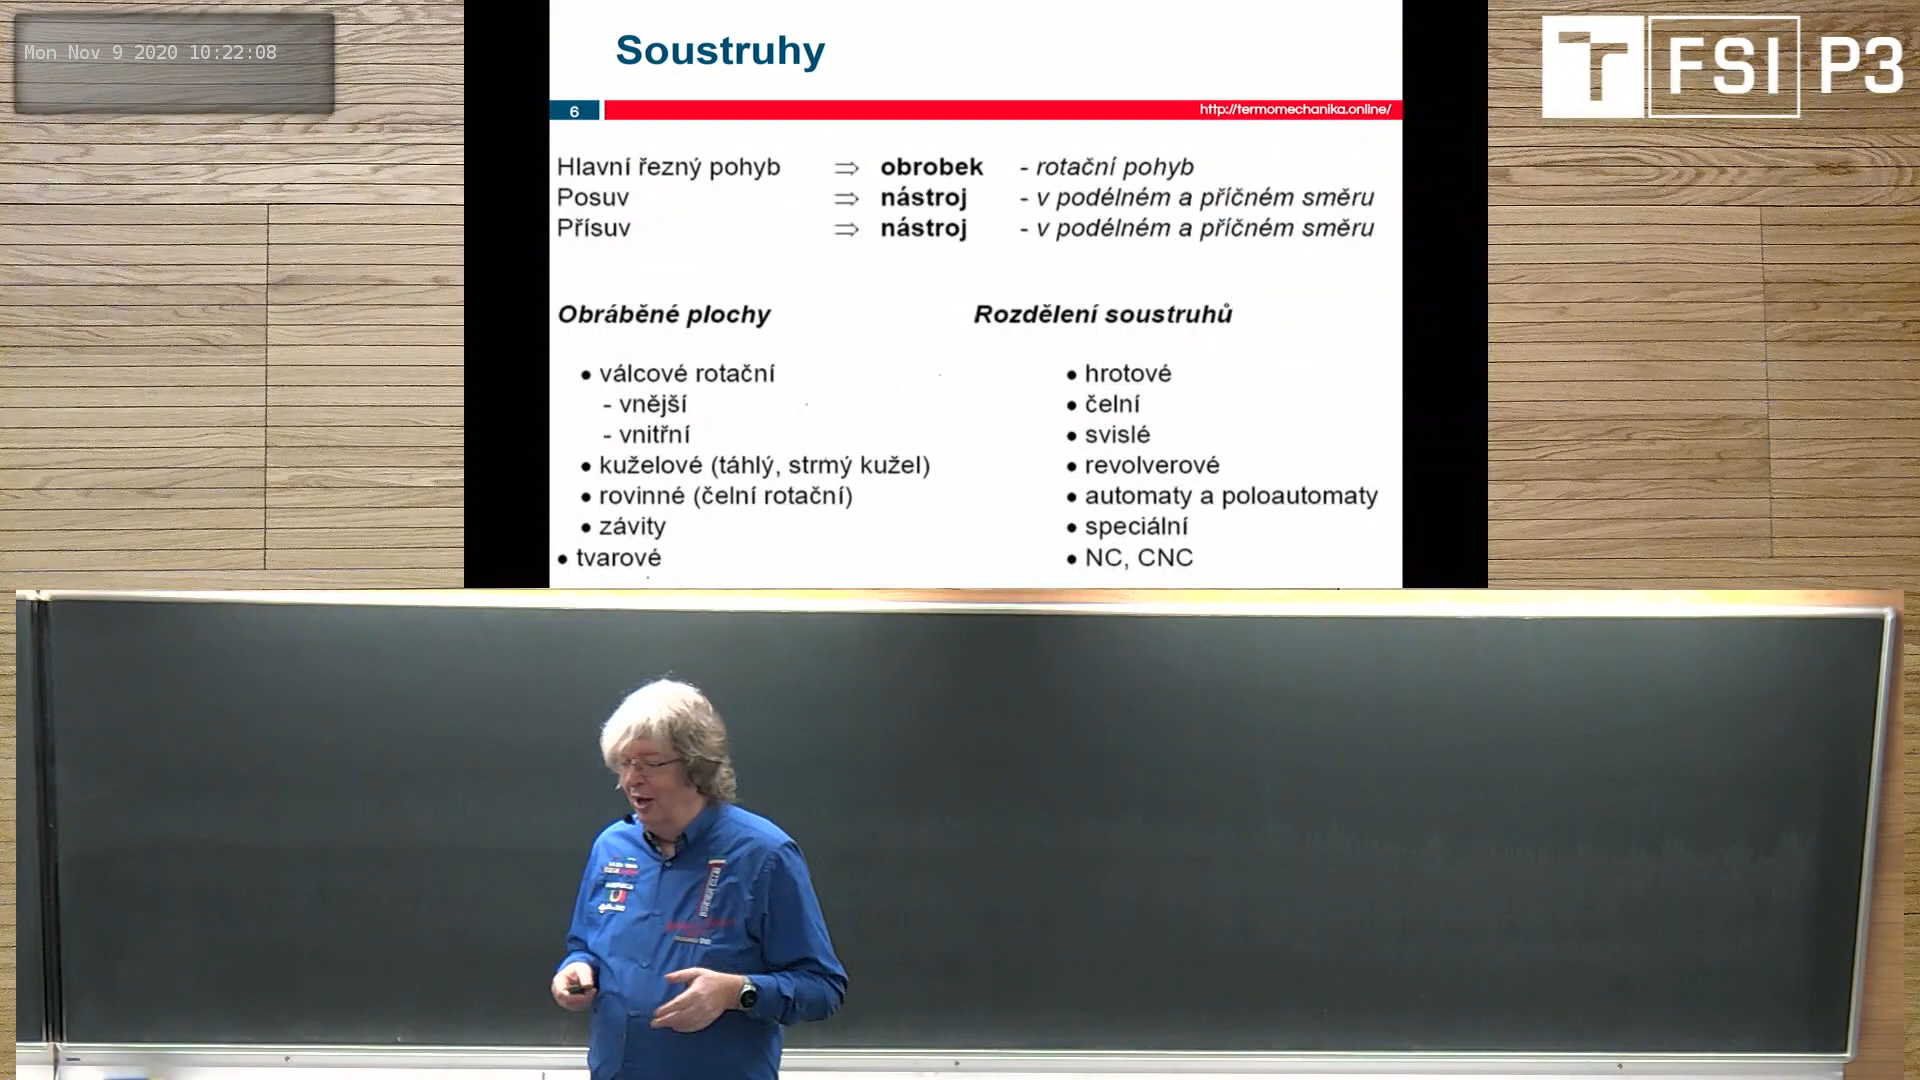 Mon Nov 9 2020 10:22:08
Soustruhy
T FSI P3
6
http://termomechanika.online/
Hlavní řezný pohyb ⇒ obrobek - rotační pohyb
Posuv ⇒ nástroj - v podélném a příčném směru
Přísuv ⇒ nástroj - v podélném a příčném směru
Obráběné plochy
• válcové rotační
- vnější
- vnitřní
• kuželové (táhlý, strmý kužel)
• rovinné (čelní rotační)
• závity
• tvarové
Rozdělení soustruhů
• hrotové
• čelní
• svislé
• revolverové
• automaty a poloautomaty
• speciální
• NC, CNC